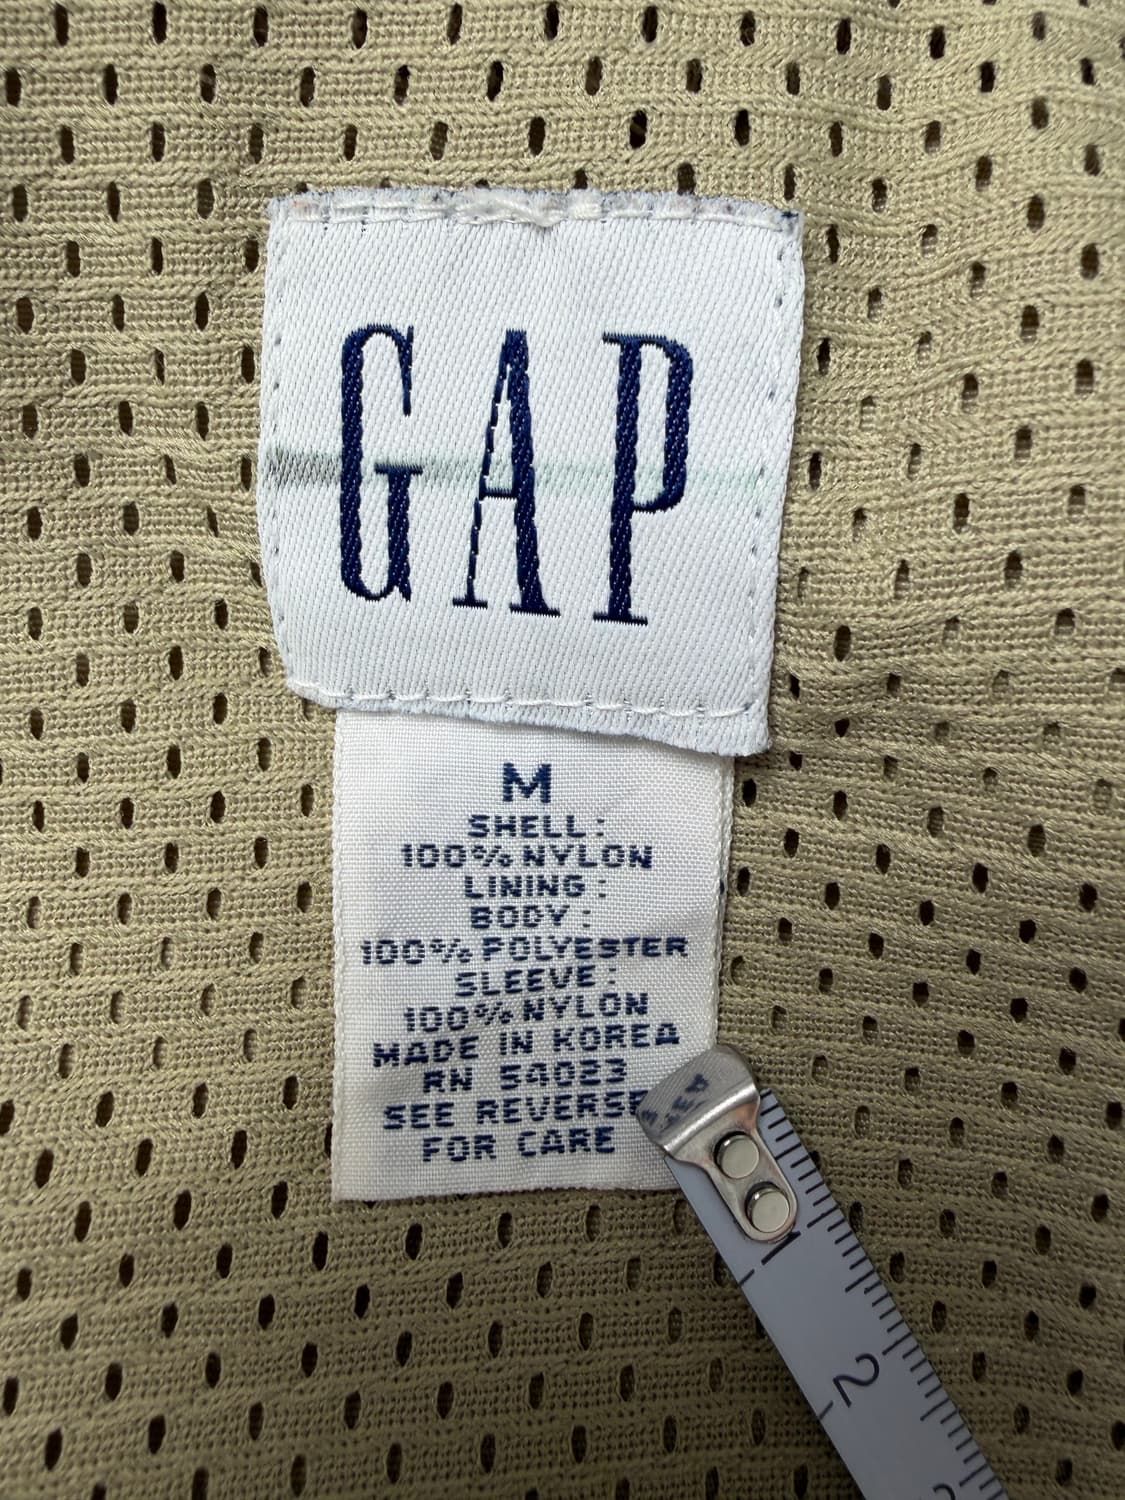 GAP
M
SHELL:
100% NYLON
LINING:
BODY:
100% POLYESTER
SLEEVE:
100% NYLON
MADE IN KOREA
RN 54023
SEE REVERSE
FOR CARE
1
2